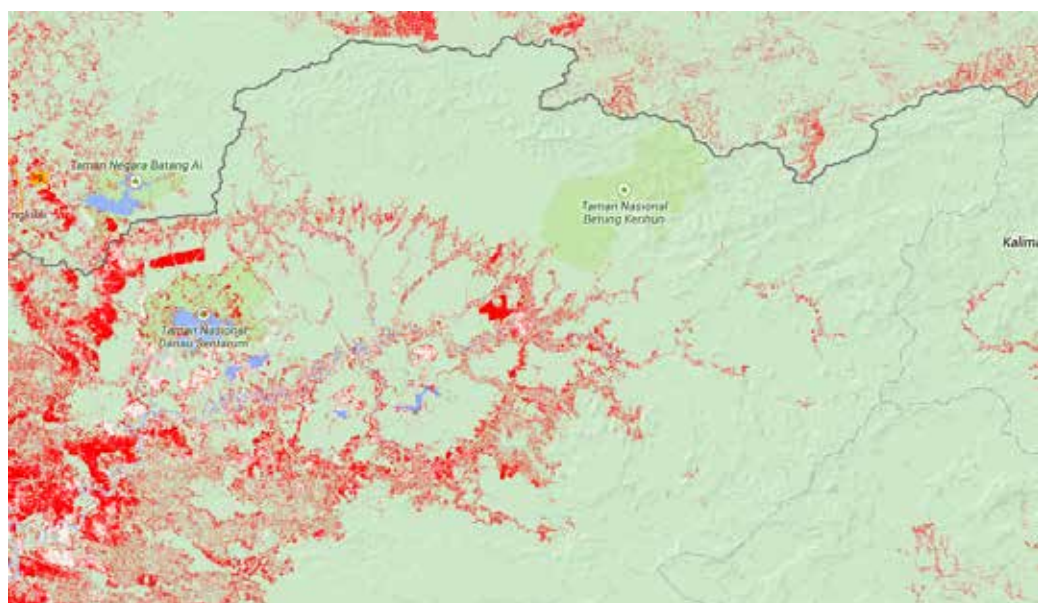 Taman Negara Batang Ai
Taman Nasional
Betung Kerihun
Kalima
Taman Nasional
Danau Sentarum